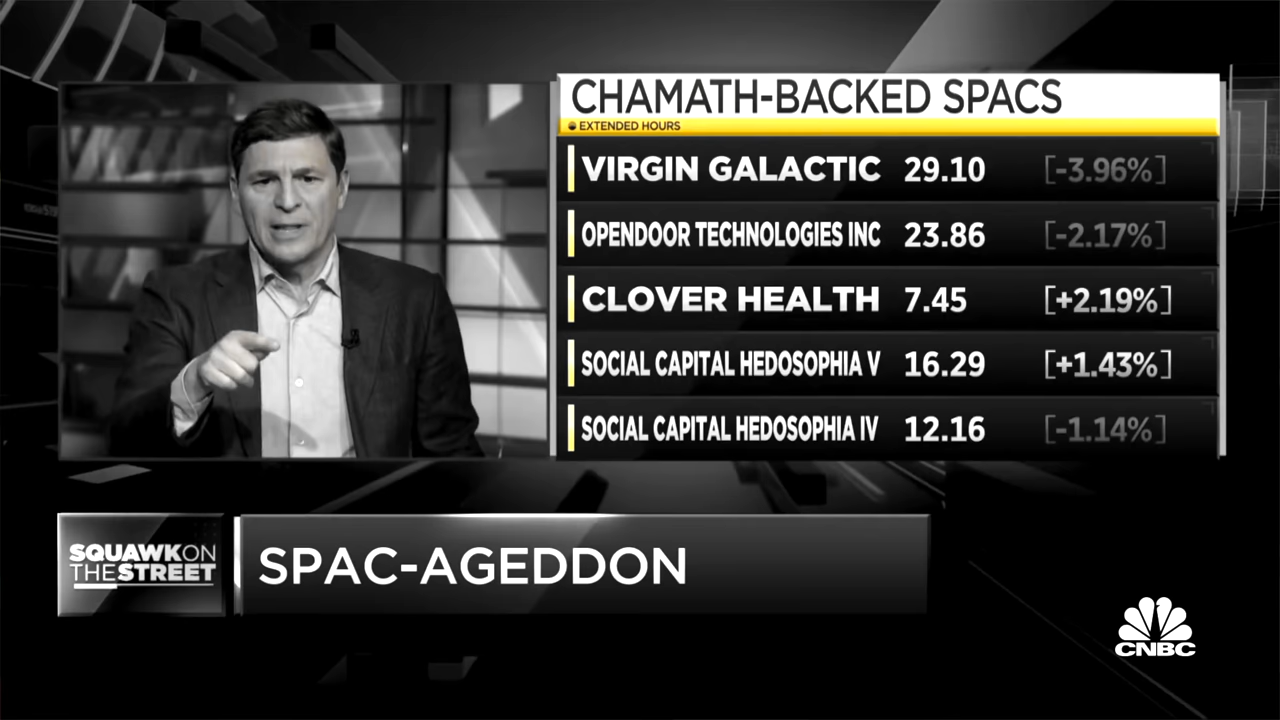 CHAMATH-BACKED SPACS
EXTENDED HOURS
VIRGIN GALACTIC 29.10 [-3.96%]
OPENDOOR TECHNOLOGIES INC 23.86 [-2.17%]
CLOVER HEALTH 7.45 [+2.19%]
SOCIAL CAPITAL HEDOSOPHIA V 16.29 [+1.43%]
SOCIAL CAPITAL HEDOSOPHIA IV 12.16 [-1.14%]
SQUAWK ON
THE STREET
SPAC-AGEDDON
CNBC